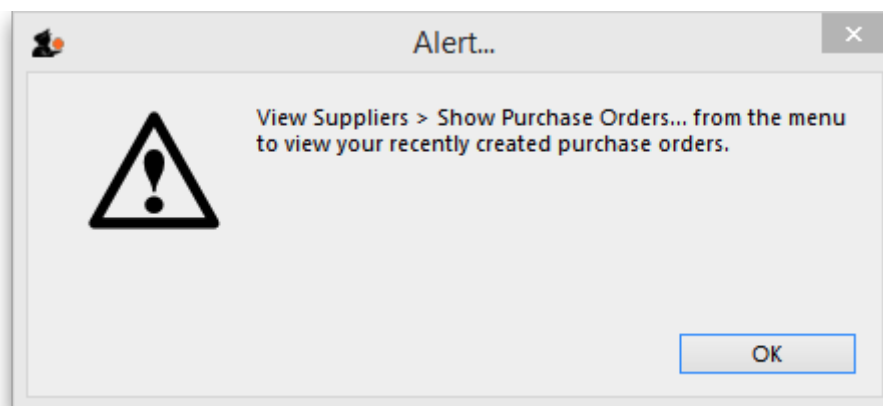 Alert...
View Suppliers > Show Purchase Orders... from the menu
to view your recently created purchase orders.
OK